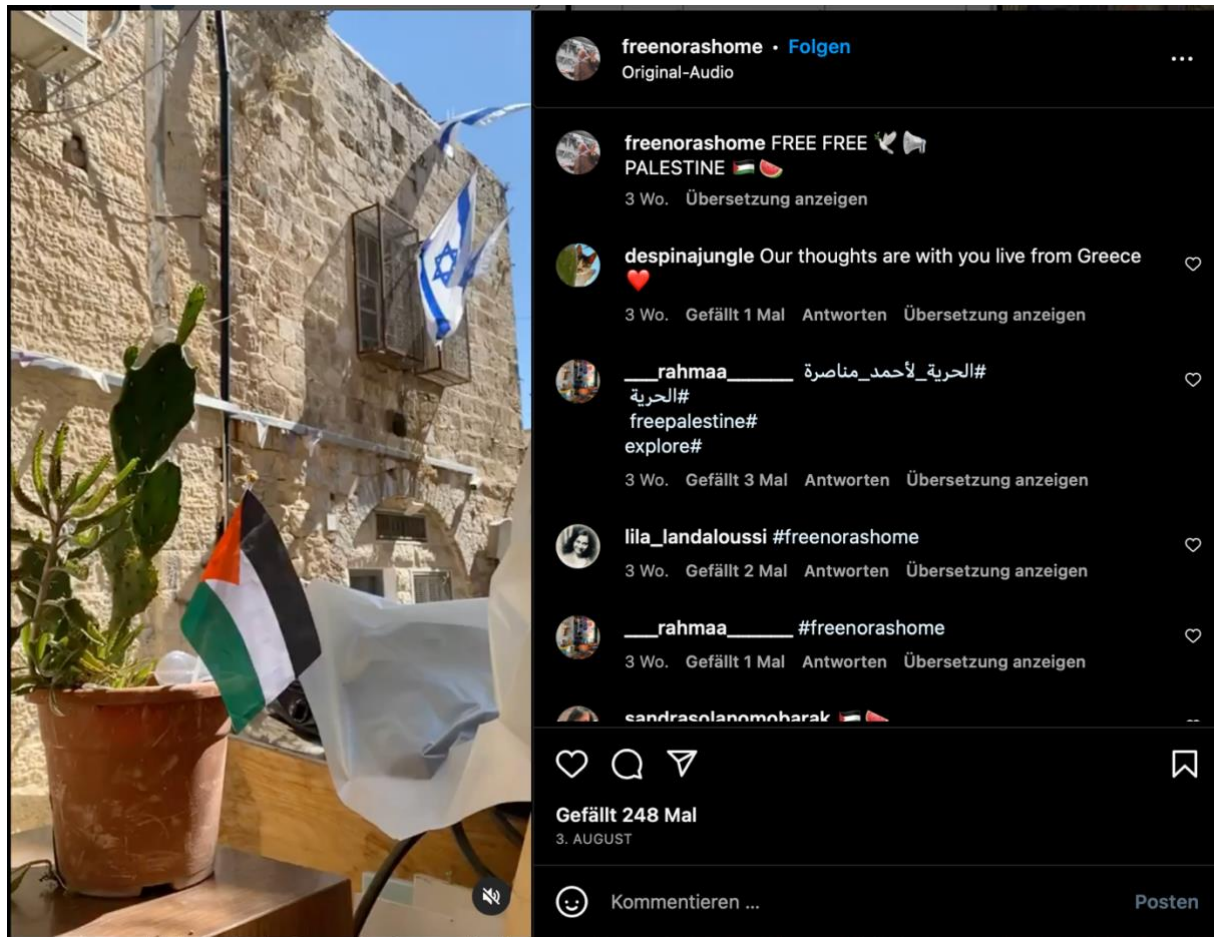 freenorashome • Folgen
Original-Audio
freenorashome FREE FREE 🕊️ 📢
PALESTINE 🇵🇸 🍉
3 Wo. Übersetzung anzeigen
despinajungle Our thoughts are with you live from Greece
❤️
3 Wo. Gefällt 1 Mal Antworten Übersetzung anzeigen
___rahmaa______ #الحرية_لأحمد_مناصرة
#الحرية
freepalestine#
explore#
3 Wo. Gefällt 3 Mal Antworten Übersetzung anzeigen
lila_landaloussi #freenorashome
3 Wo. Gefällt 2 Mal Antworten Übersetzung anzeigen
___rahmaa______ #freenorashome
3 Wo. Gefällt 1 Mal Antworten Übersetzung anzeigen
sandrasolanomobarak 🇵🇸 🍉
Gefällt 248 Mal
3. AUGUST
Kommentieren ...
Posten